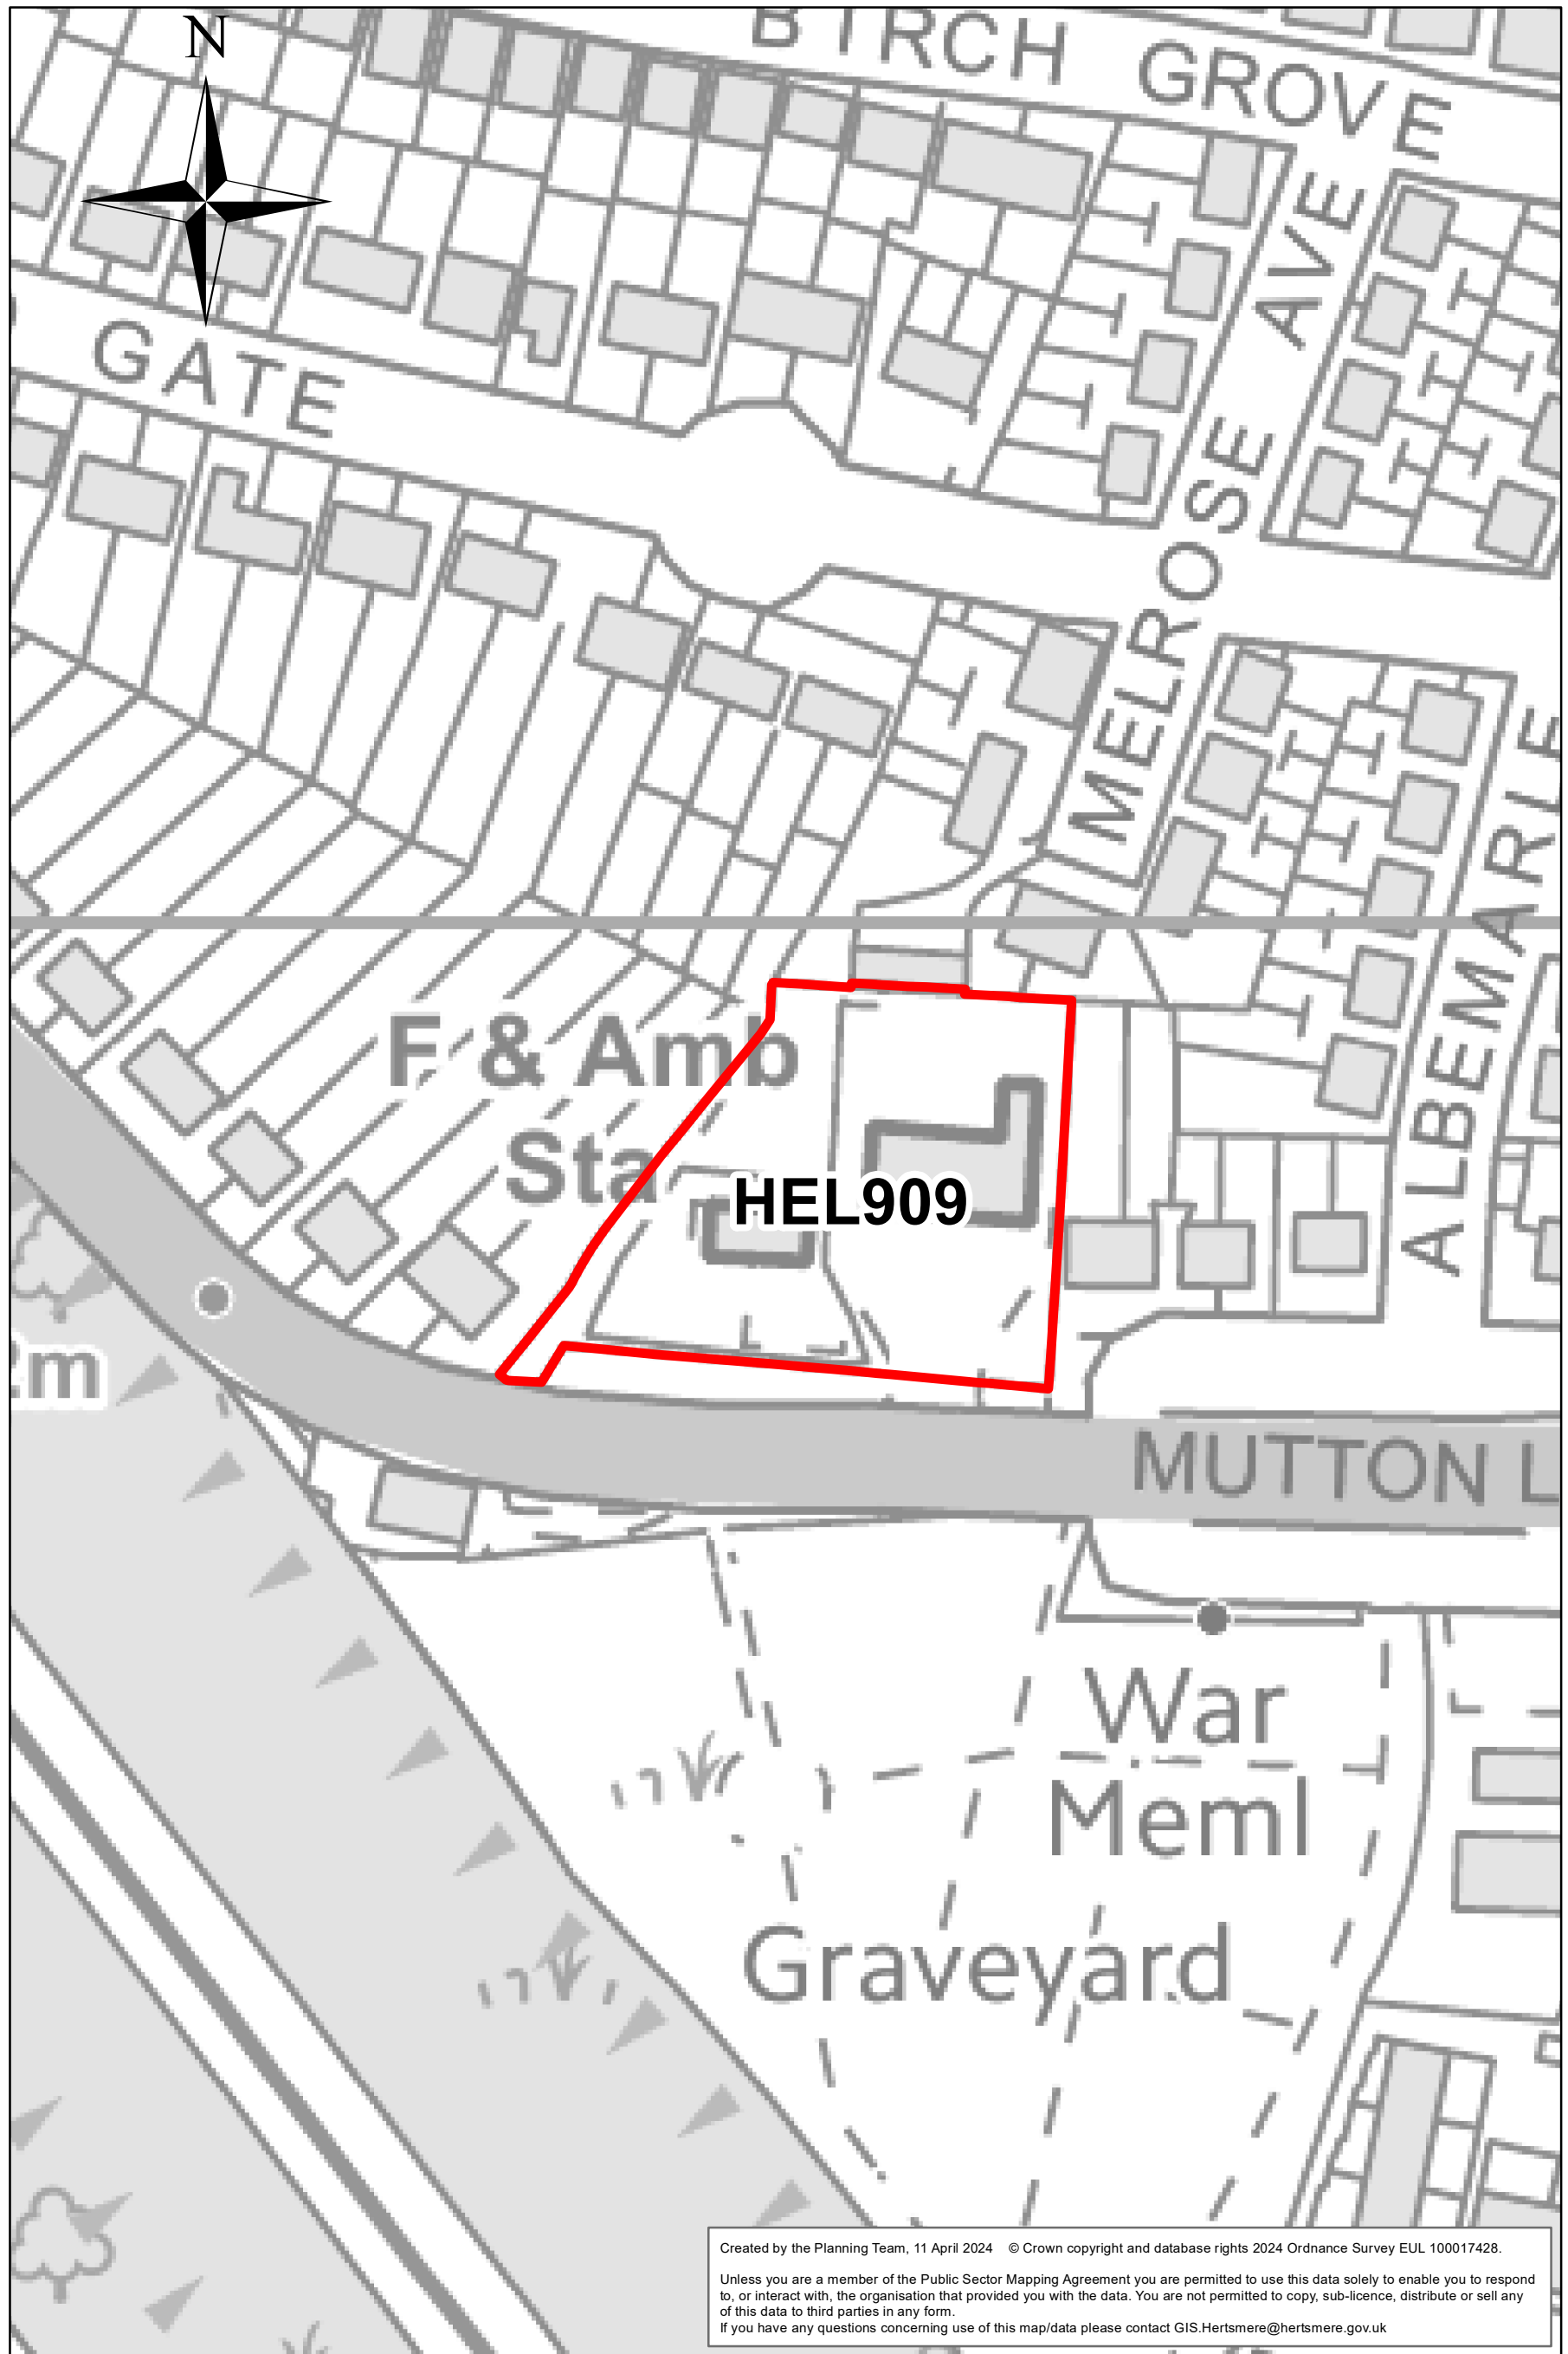 N
BIRCH GROVE
GATE
MELROSE AVE
ALBEMARLE
F & Amb
Sta
HEL909
MUTTON L
War
Meml
Graveyard
Created by the Planning Team, 11 April 2024 © Crown copyright and database rights 2024 Ordnance Survey EUL 100017428.
Unless you are a member of the Public Sector Mapping Agreement you are permitted to use this data solely to enable you to respond
to, or interact with, the organisation that provided you with the data. You are not permitted to copy, sub-licence, distribute or sell any
of this data to third parties in any form.
If you have any questions concerning use of this map/data please contact GIS.Hertsmere@hertsmere.gov.uk